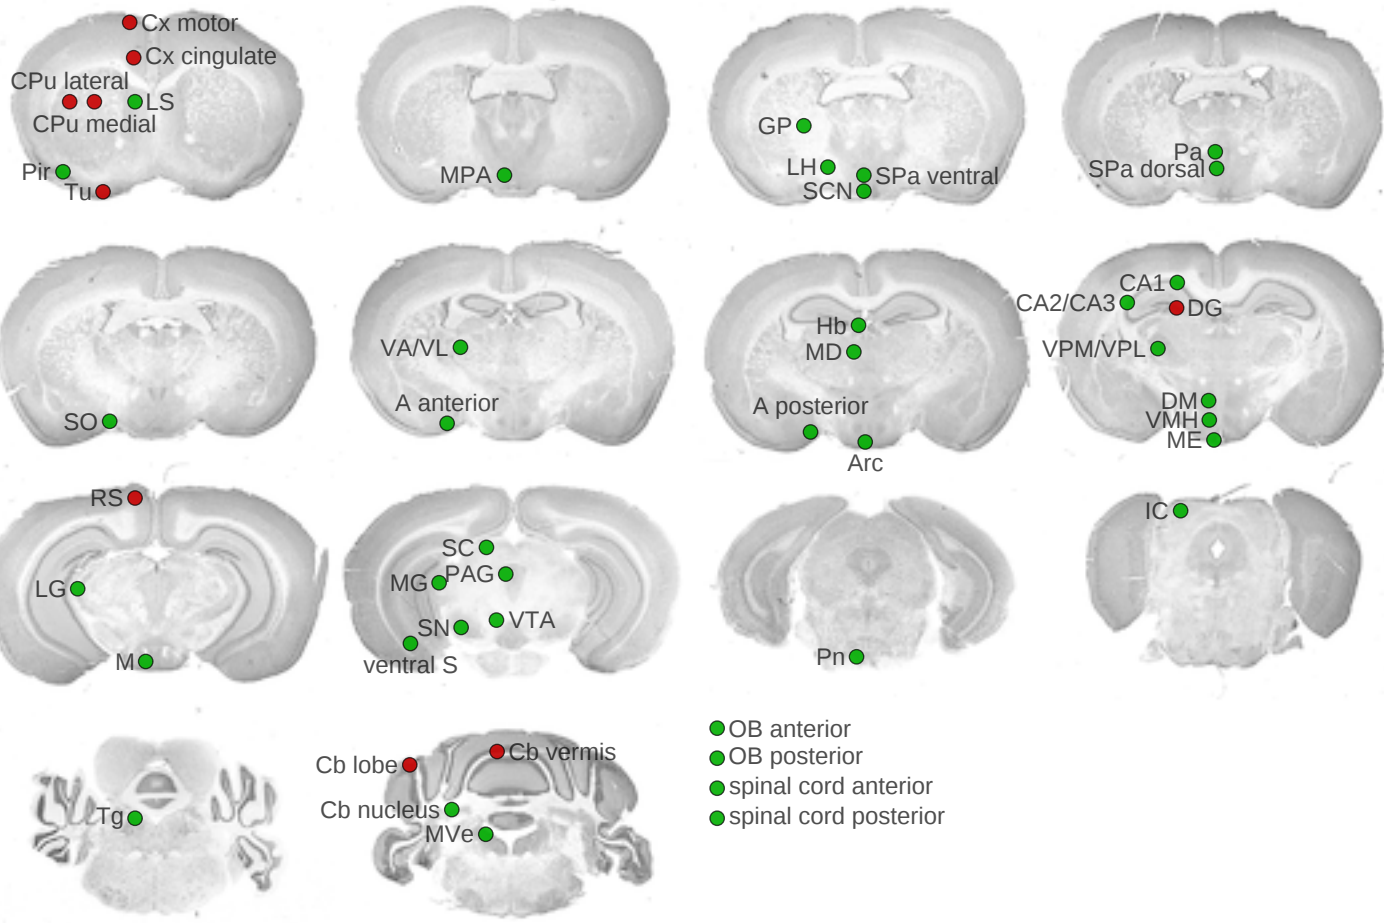 Cx motor
Cx cingulate
CPu lateral
LS
CPu medial
Pir
Tu
MPA
GP
LH
SPa ventral
SCN
Pa
SPa dorsal
SO
VA/VL
A anterior
Hb
MD
A posterior
Arc
CA1
CA2/CA3
DG
VPM/VPL
DM
VMH
ME
RS
LG
M
SC
MG
PAG
SN
VTA
ventral S
Pn
IC
Tg
Cb lobe
Cb vermis
Cb nucleus
MVe
OB anterior
OB posterior
spinal cord anterior
spinal cord posterior